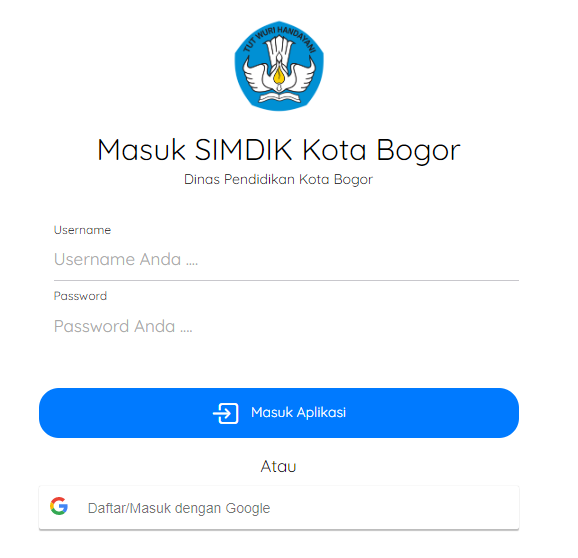 TUT WURI HANDAYANI
Masuk SIMDIK Kota Bogor
Dinas Pendidikan Kota Bogor
Username
Username Anda ....
Password
Password Anda ....
Masuk Aplikasi
Atau
Daftar/Masuk dengan Google